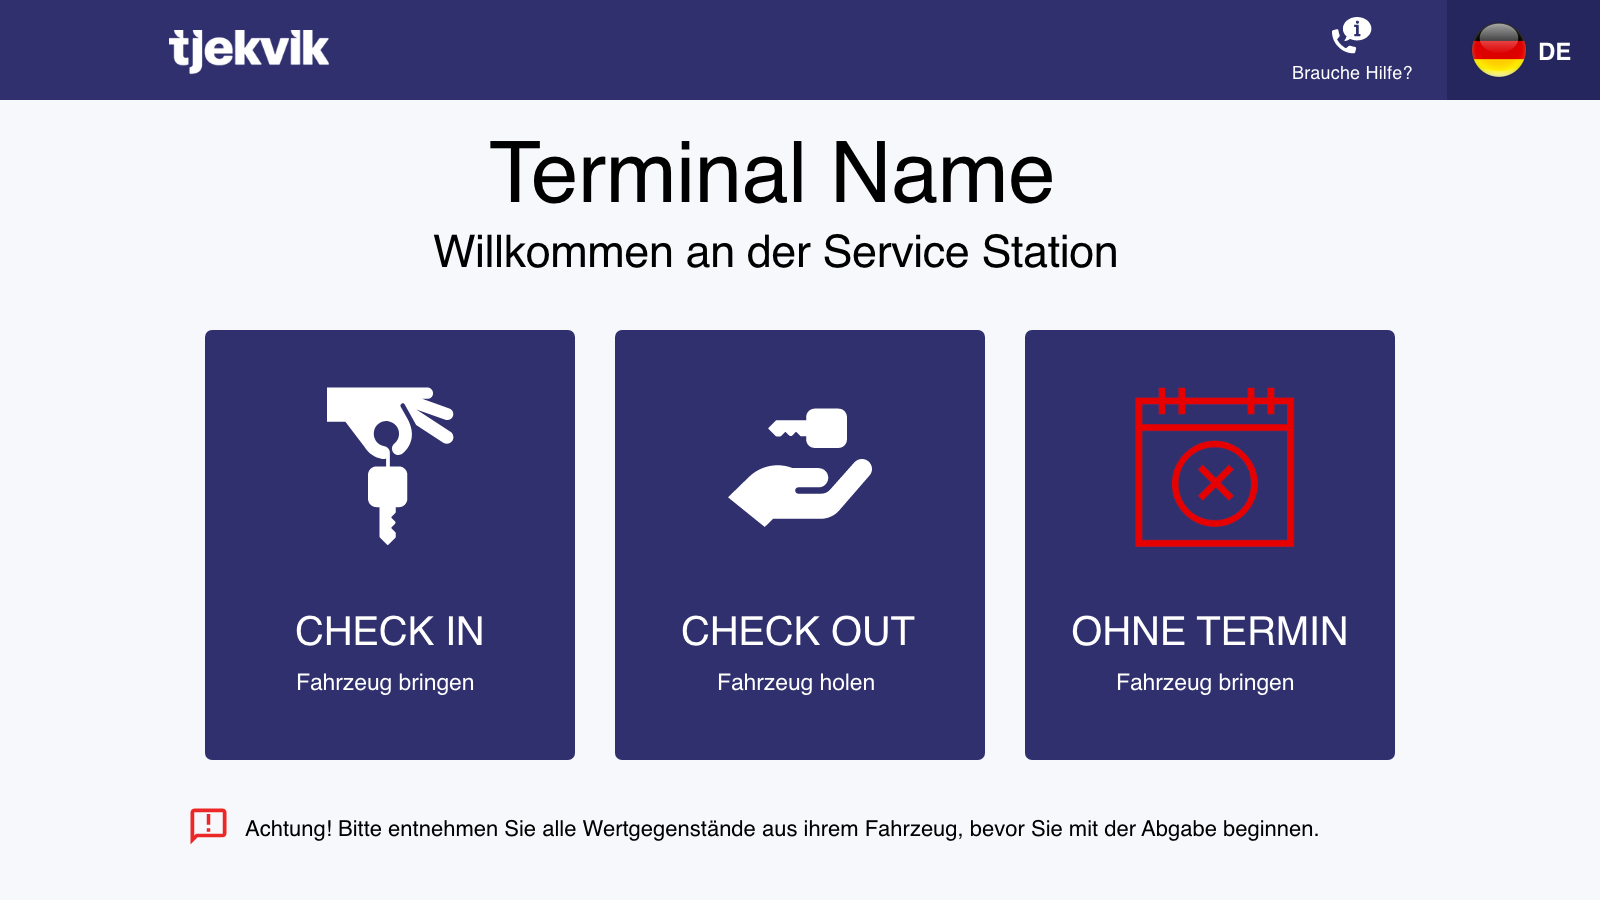 tjekvik
Brauche Hilfe?
DE
Terminal Name
Willkommen an der Service Station
CHECK IN
Fahrzeug bringen
CHECK OUT
Fahrzeug holen
OHNE TERMIN
Fahrzeug bringen
Achtung! Bitte entnehmen Sie alle Wertgegenstände aus ihrem Fahrzeug, bevor Sie mit der Abgabe beginnen.